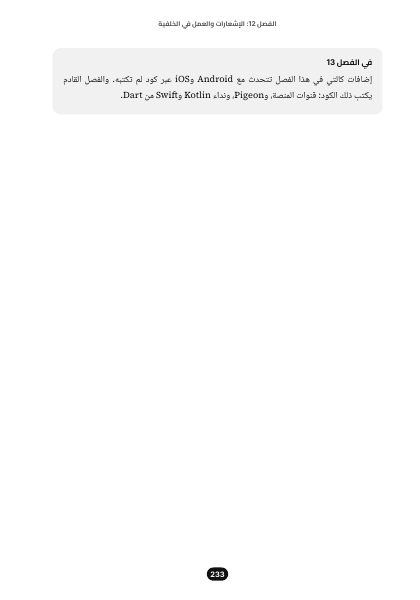 الفصل 12: الإشعارات والعمل في الخلفية
في الفصل 13
إضافات كالتي في هذا الفصل تتحدث مع Android وiOS عبر كود لم تكتبه. والفصل القادم
يكتب ذلك الكود: قنوات المنصة، وPigeon، ونداء Kotlin وSwift من Dart.
233